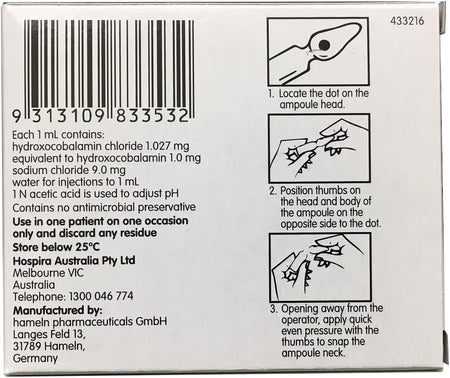 433216
9 313109 833532
Each 1 mL contains:
hydroxocobalamin chloride 1.027 mg
equivalent to hydroxocobalamin 1.0 mg
sodium chloride 9.0 mg
water for injections to 1 mL
1 N acetic acid is used to adjust pH
Contains no antimicrobial preservative
Use in one patient on one occasion
only and discard any residue
Store below 25°C
Hospira Australia Pty Ltd
Melbourne VIC
Australia
Telephone: 1300 046 774
Manufactured by:
hameln pharmaceuticals GmbH
Langes Feld 13,
31789 Hameln,
Germany
1. Locate the dot on the
ampoule head.
2. Position thumbs on
the head and body of
the ampoule on the
opposite side to the dot.
3. Opening away from the
operator, apply quick
even pressure with the
thumbs to snap the
ampoule neck.